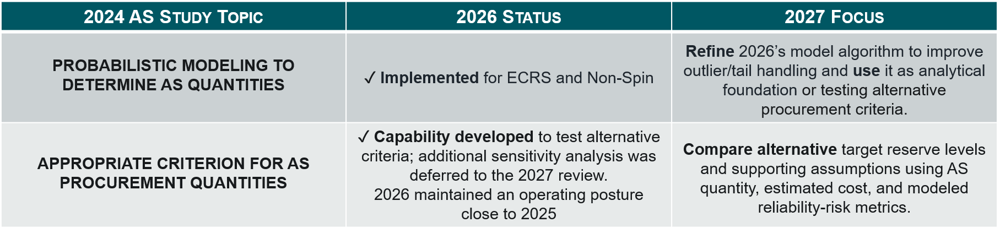 2024 AS STUDY TOPIC
2026 STATUS
2027 FOCUS
PROBABILISTIC MODELING TO
DETERMINE AS QUANTITIES
✓ Implemented for ECRS and Non-Spin
Refine 2026’s model algorithm to improve
outlier/tail handling and use it as analytical
foundation or testing alternative
procurement criteria.
APPROPRIATE CRITERION FOR AS
PROCUREMENT QUANTITIES
✓ Capability developed to test alternative
criteria; additional sensitivity analysis was
deferred to the 2027 review.
2026 maintained an operating posture
close to 2025
Compare alternative target reserve levels
and supporting assumptions using AS
quantity, estimated cost, and modeled
reliability-risk metrics.